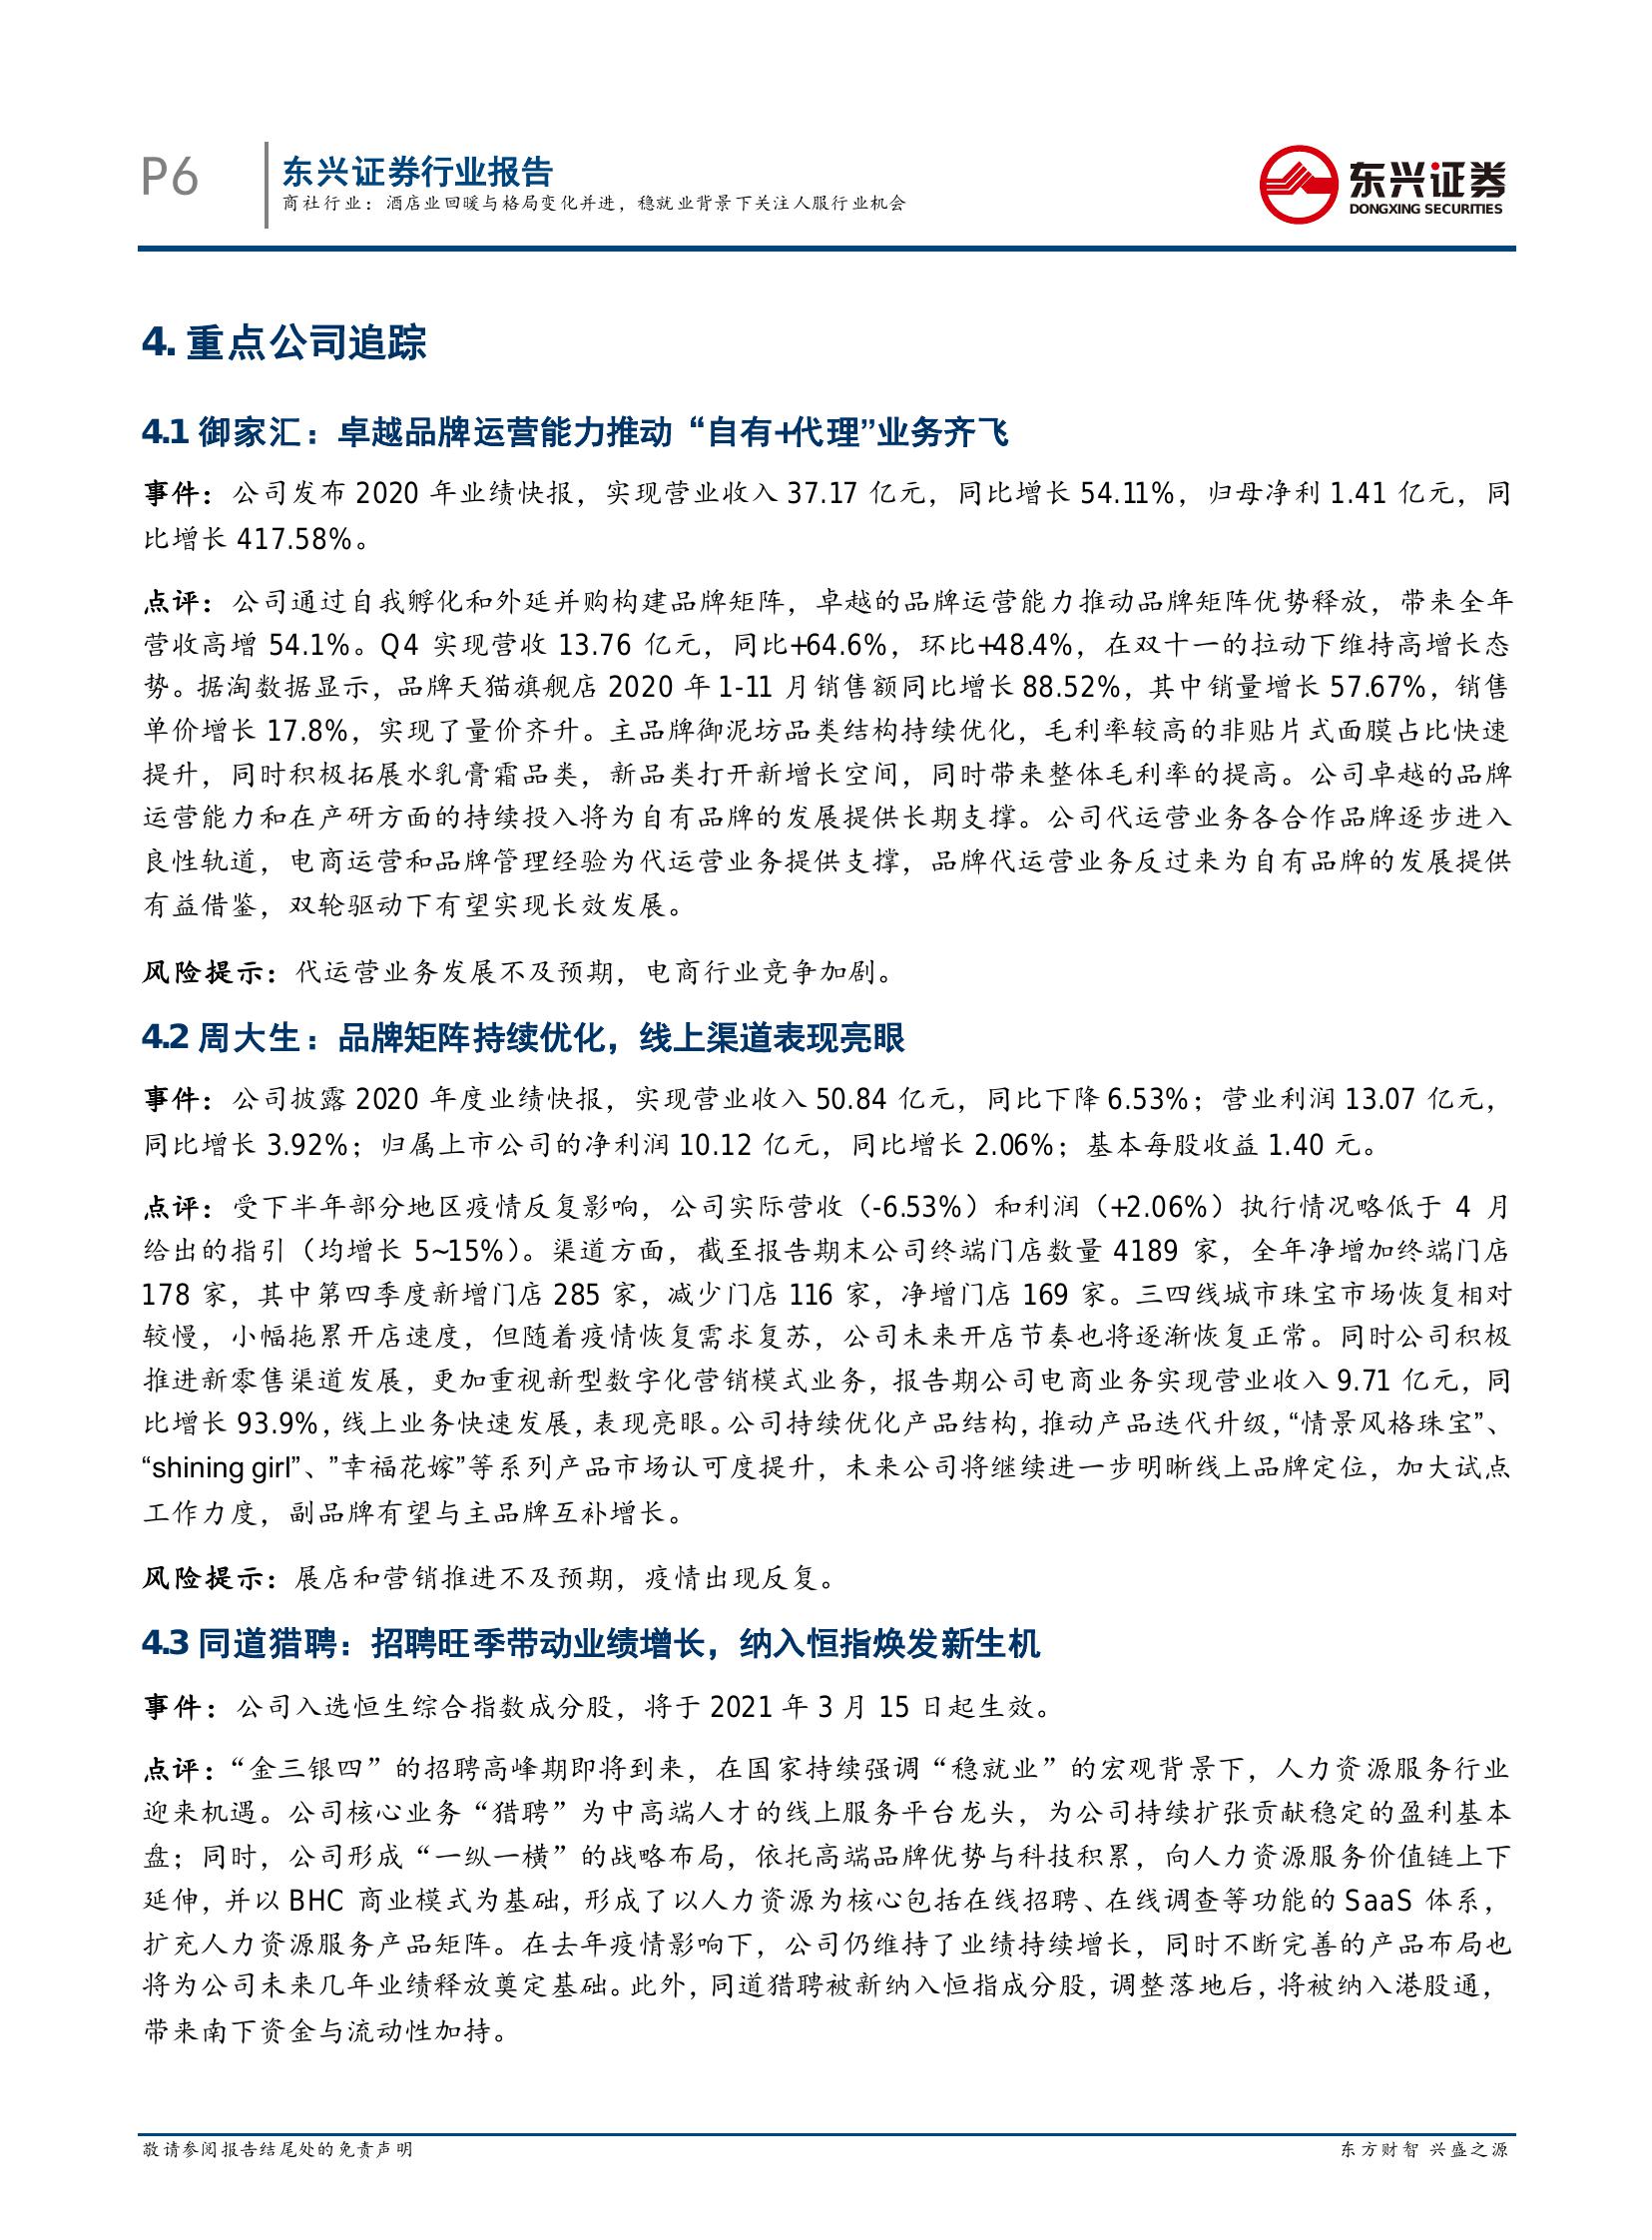 P6
东兴证券行业报告
商社行业：酒店业回暖与格局变化并进，稳就业背景下关注人服行业机会
东兴证券
DONGXING SECURITIES
4. 重点公司追踪
4.1 御家汇：卓越品牌运营能力推动“自有+代理”业务齐飞
事件：公司发布 2020 年业绩快报，实现营业收入 37.17 亿元，同比增长 54.11%，归母净利 1.41 亿元，同
比增长 417.58%。
点评：公司通过自我孵化和外延并购构建品牌矩阵，卓越的品牌运营能力推动品牌矩阵优势释放，带来全年
营收高增 54.1%。Q4 实现营收 13.76 亿元，同比+64.6%，环比+48.4%，在双十一的拉动下维持高增长态
势。据淘数据显示，品牌天猫旗舰店 2020 年 1-11 月销售额同比增长 88.52%，其中销量增长 57.67%，销售
单价增长 17.8%，实现了量价齐升。主品牌御泥坊品类结构持续优化，毛利率较高的非贴片式面膜占比快速
提升，同时积极拓展水乳膏霜品类，新品类打开新增长空间，同时带来整体毛利率的提高。公司卓越的品牌
运营能力和在产研方面的持续投入将为自有品牌的发展提供长期支撑。公司代运营业务各合作品牌逐步进入
良性轨道，电商运营和品牌管理经验为代运营业务提供支撑，品牌代运营业务反过来为自有品牌的发展提供
有益借鉴，双轮驱动下有望实现长效发展。
风险提示：代运营业务发展不及预期，电商行业竞争加剧。
4.2 周大生：品牌矩阵持续优化，线上渠道表现亮眼
事件：公司披露 2020 年度业绩快报，实现营业收入 50.84 亿元，同比下降 6.53%；营业利润 13.07 亿元，
同比增长 3.92%；归属上市公司的净利润 10.12 亿元，同比增长 2.06%；基本每股收益 1.40 元。
点评：受下半年部分地区疫情反复影响，公司实际营收（-6.53%）和利润（+2.06%）执行情况略低于 4 月
给出的指引（均增长 5~15%）。渠道方面，截至报告期末公司终端门店数量 4189 家，全年净增加终端门店
178 家，其中第四季度新增门店 285 家，减少门店 116 家，净增门店 169 家。三四线城市珠宝市场恢复相对
较慢，小幅拖累开店速度，但随着疫情恢复需求复苏，公司未来开店节奏也将逐渐恢复正常。同时公司积极
推进新零售渠道发展，更加重视新型数字化营销模式业务，报告期公司电商业务实现营业收入 9.71 亿元，同
比增长 93.9%，线上业务快速发展，表现亮眼。公司持续优化产品结构，推动产品迭代升级，“情景风格珠宝”、
“shining girl”、”幸福花嫁”等系列产品市场认可度提升，未来公司将继续进一步明晰线上品牌定位，加大试点
工作力度，副品牌有望与主品牌互补增长。
风险提示：展店和营销推进不及预期，疫情出现反复。
4.3 同道猎聘：招聘旺季带动业绩增长，纳入恒指焕发新生机
事件：公司入选恒生综合指数成分股，将于 2021 年 3 月 15 日起生效。
点评：“金三银四”的招聘高峰期即将到来，在国家持续强调“稳就业”的宏观背景下，人力资源服务行业
迎来机遇。公司核心业务“猎聘”为中高端人才的线上服务平台龙头，为公司持续扩张贡献稳定的盈利基本
盘；同时，公司形成“一纵一横”的战略布局，依托高端品牌优势与科技积累，向人力资源服务价值链上下
延伸，并以 BHC 商业模式为基础，形成了以人力资源为核心包括在线招聘、在线调查等功能的 SaaS 体系，
扩充人力资源服务产品矩阵。在去年疫情影响下，公司仍维持了业绩持续增长，同时不断完善的产品布局也
将为公司未来几年业绩释放奠定基础。此外，同道猎聘被新纳入恒指成分股，调整落地后，将被纳入港股通，
带来南下资金与流动性加持。
敬请参阅报告结尾处的免责声明
东方财智 兴盛之源